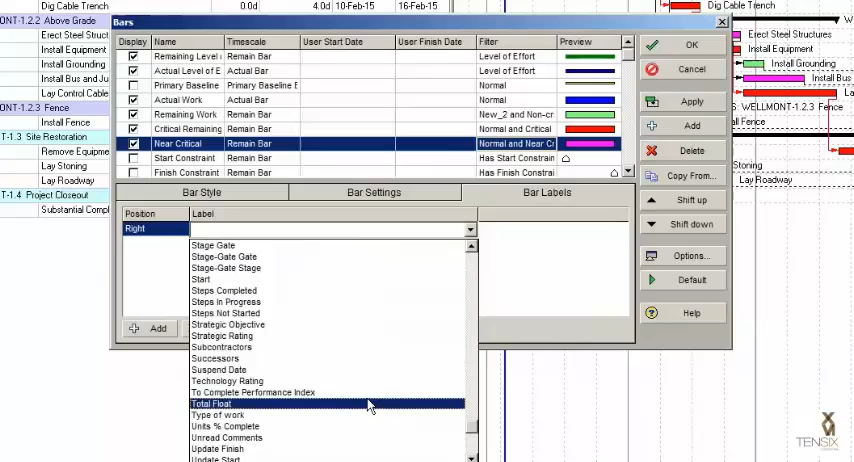 Dig Cable Trench 0.0d 4.0d 10-Feb-15 16-Feb-15 Dig Cable Trench
ONT-1.2.2 Above Grade
Erect Steel Struct
Install Equipment
Install Grounding
Install Bus and Ju
Lay Control Cable
ONT-1.2.3 Fence
Install Fence
T-1.3 Site Restoration
Remove Equipme
Lay Stoning
Lay Roadway
T-1.4 Project Closeout
Substantial Compl
Bars
Display Name Timescale User Start Date User Finish Date Filter Preview
Remaining Level Remain Bar Level of Effort
Actual Level of E Actual Bar Level of Effort
Primary Baseline Primary Baseline E Normal
Actual Work Actual Bar Normal
Remaining Work Remain Bar New_2 and Non-cr
Critical Remaining Remain Bar Normal and Critical
Near Critical Remain Bar Normal and Near Cr
Start Constraint Remain Bar Has Start Constrain
Finish Constraint Remain Bar Has Finish Constrai
Bar Style Bar Settings Bar Labels
Position Label
Right
Stage Gate
Stage-Gate Gate
Stage-Gate Stage
Start
Steps Completed
Steps In Progress
Steps Not Started
Strategic Objective
Strategic Rating
Subcontractors
Successors
Suspend Date
Technology Rating
To Complete Performance Index
Total Float
Type of work
Units % Complete
Unread Comments
Update Finish
Update Start
Add
OK
Cancel
Apply
Add
Delete
Copy From...
Shift up
Shift down
Options...
Default
Help
Erect Steel Structures
Install Equipment
Install Grounding
Install Bus
Lay
S: WELLMONT-1.2.3 Fence
all Fence
Stoning
Lay Roadway
TENSIX